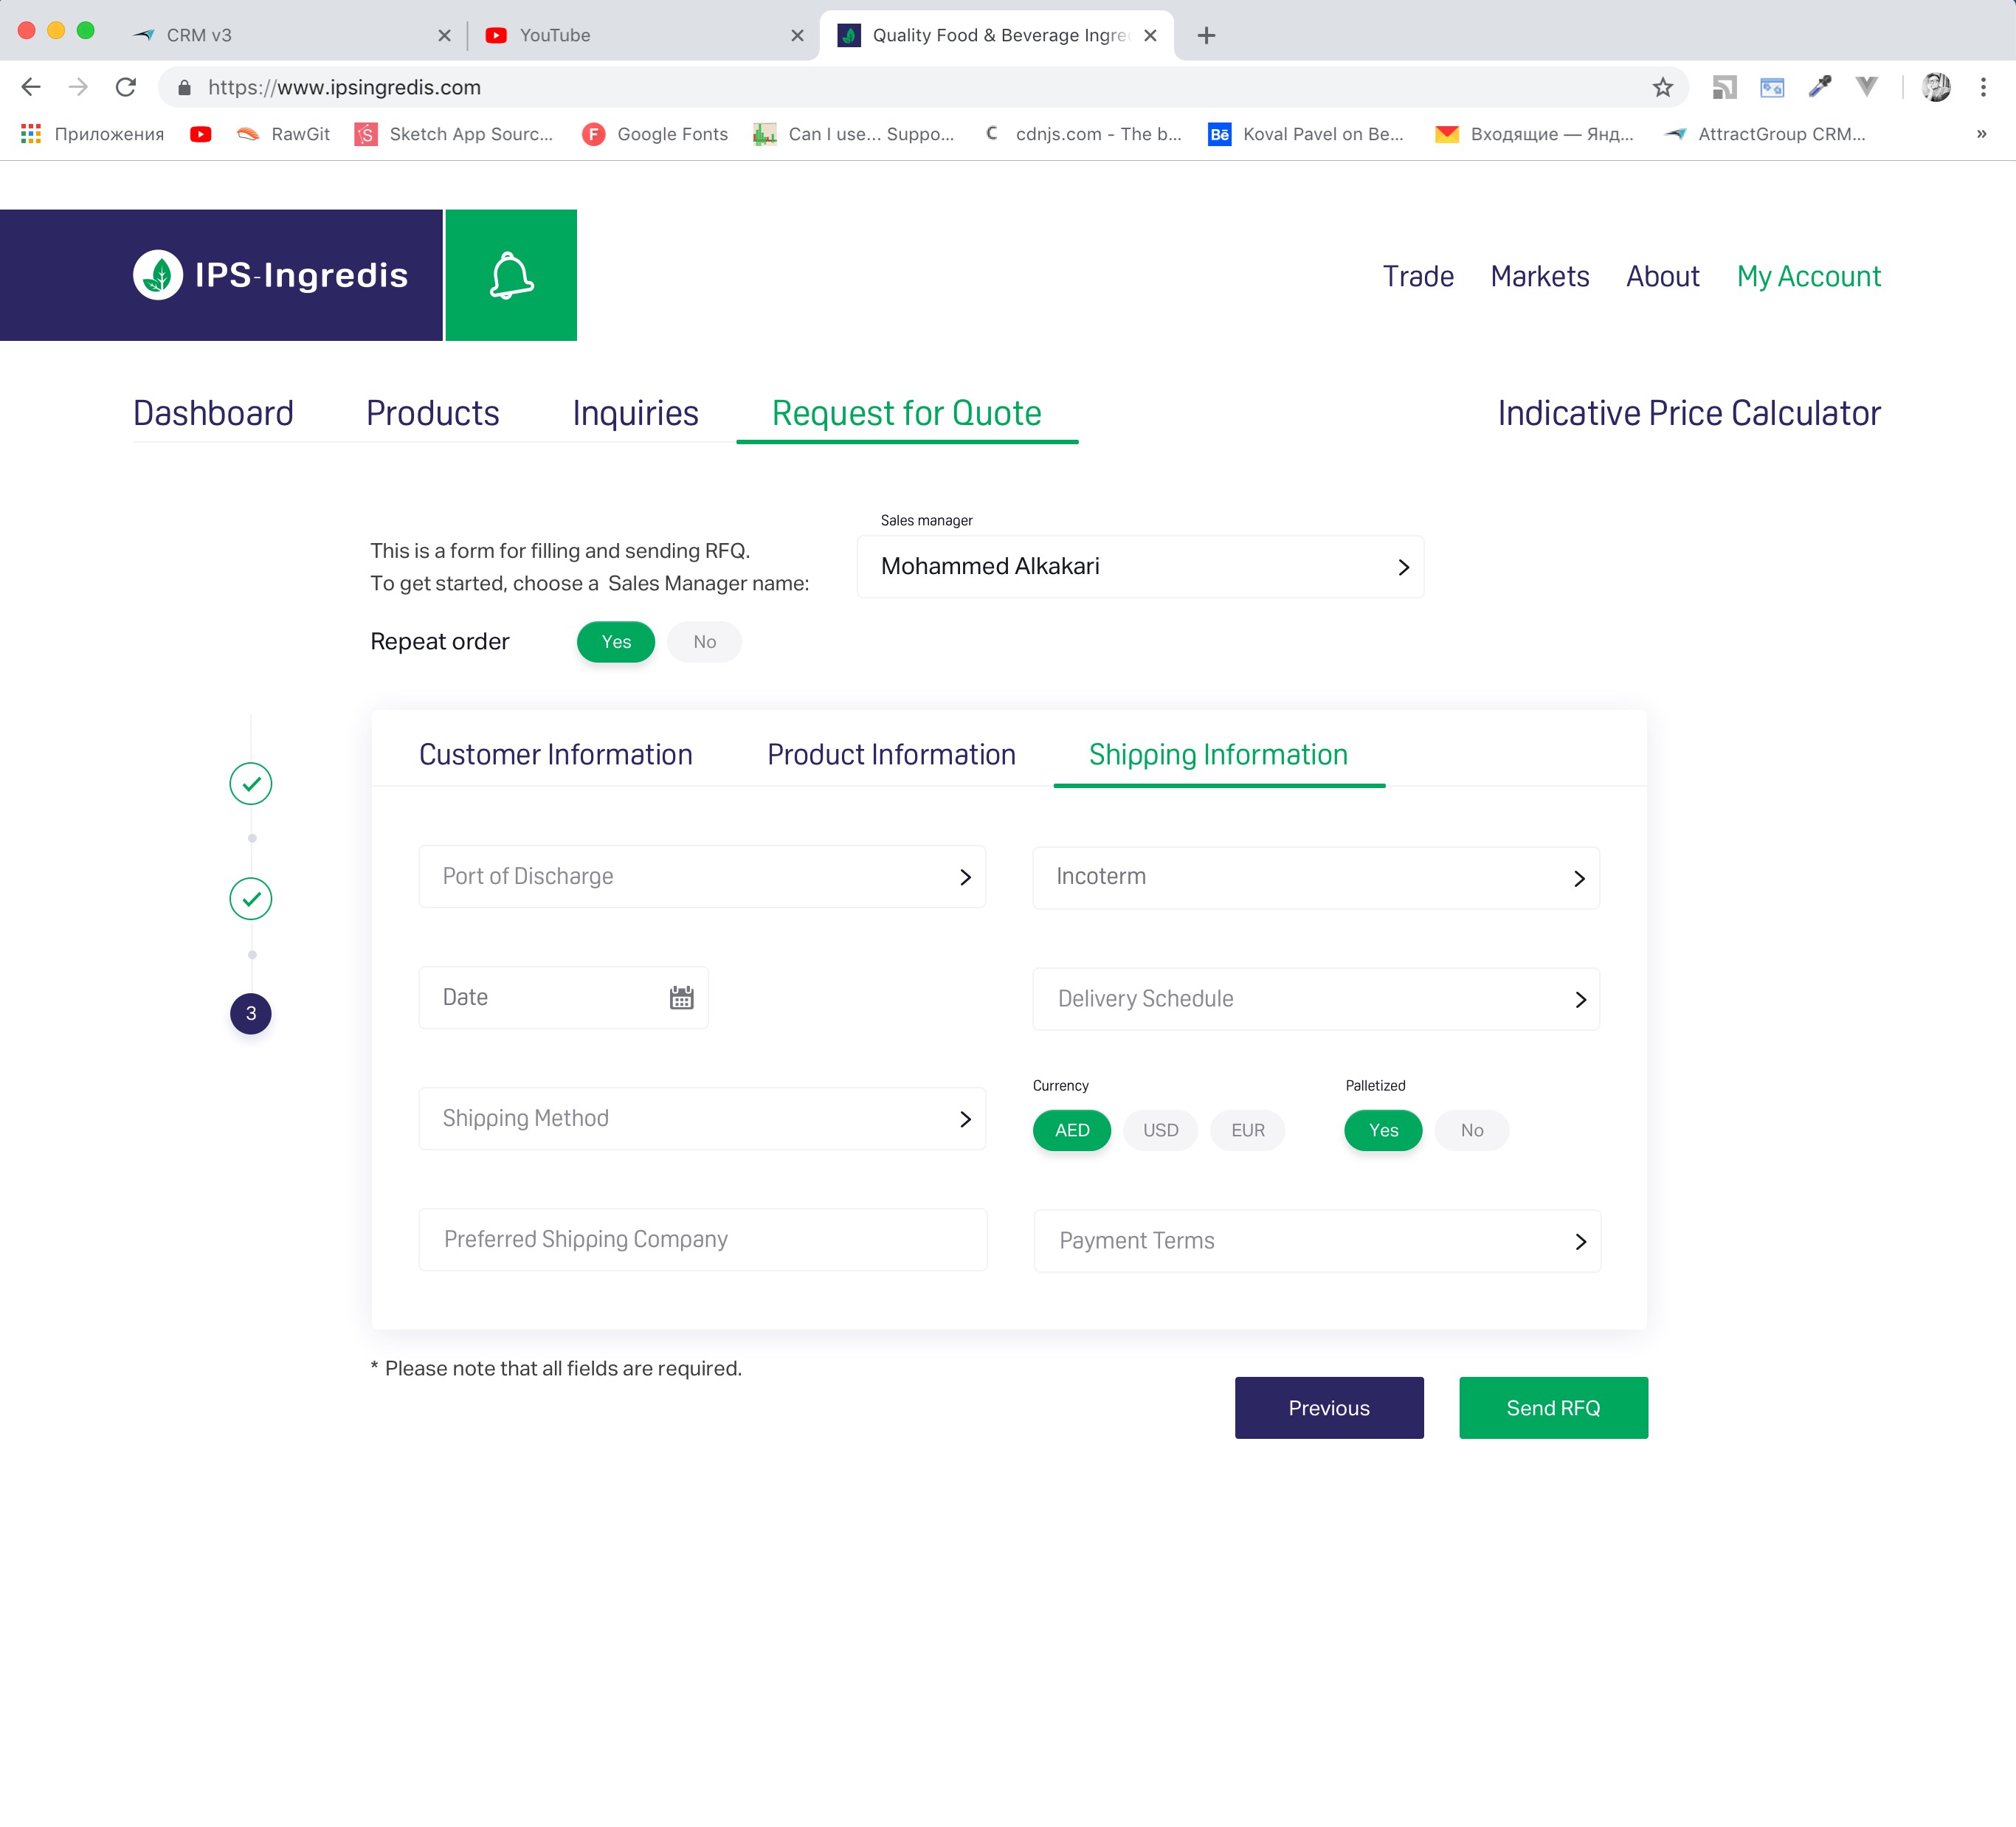 CRM v3
YouTube
Quality Food & Beverage Ingre
https://www.ipsingredis.com
Приложения
RawGit
S
Sketch App Sourc...
F
Google Fonts
Can I use... Suppo...
C
cdnjs.com - The b...
Bē
Koval Pavel on Be...
Входящие — Янд...
AttractGroup CRM...
»
IPS-Ingredis
Trade
Markets
About
My Account
Dashboard
Products
Inquiries
Request for Quote
Indicative Price Calculator
Sales manager
This is a form for filling and sending RFQ.
To get started, choose a Sales Manager name:
Mohammed Alkakari
Repeat order
Yes
No
Customer Information
Product Information
Shipping Information
Port of Discharge
Incoterm
Date
Delivery Schedule
3
Currency
Palletized
Shipping Method
AED
USD
EUR
Yes
No
Preferred Shipping Company
Payment Terms
* Please note that all fields are required.
Previous
Send RFQ